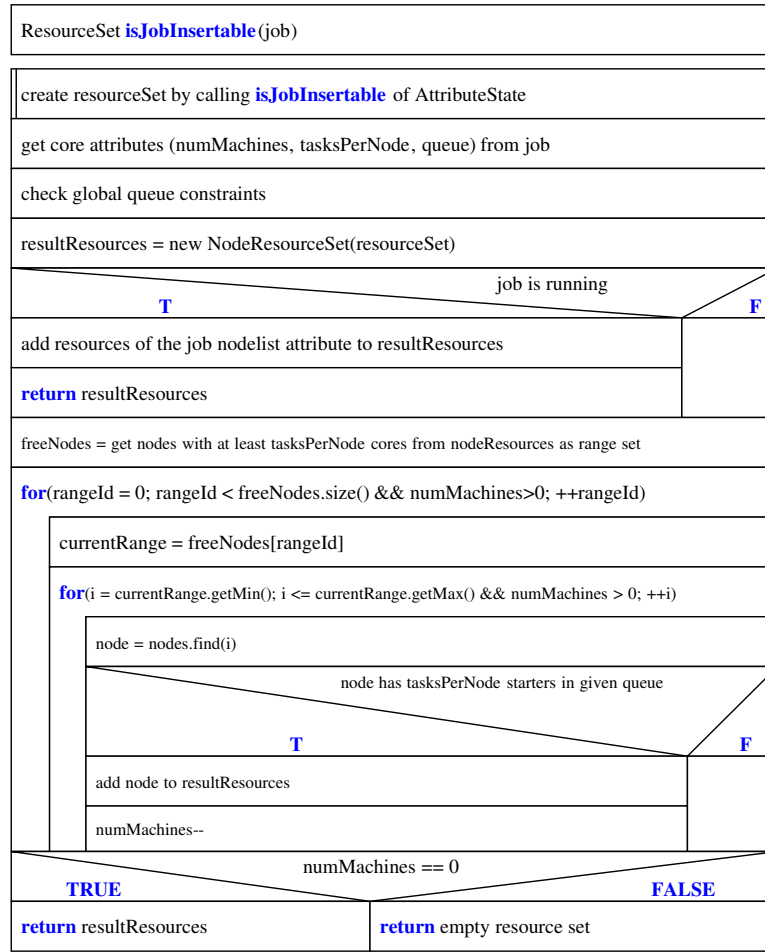 ResourceSet isJobInsertable(job)
create resourceSet by calling isJobInsertable of AttributeState
get core attributes (numMachines, tasksPerNode, queue) from job
check global queue constraints
resultResources = new NodeResourceSet(resourceSet)
job is running
T F
add resources of the job nodelist attribute to resultResources
return resultResources
freeNodes = get nodes with at least tasksPerNode cores from nodeResources as range set
for(rangeId = 0; rangeId < freeNodes.size() && numMachines>0; ++rangeId)
currentRange = freeNodes[rangeId]
for(i = currentRange.getMin(); i <= currentRange.getMax() && numMachines > 0; ++i)
node = nodes.find(i)
node has tasksPerNode starters in given queue
T F
add node to resultResources
numMachines--
numMachines == 0
TRUE FALSE
return resultResources return empty resource set